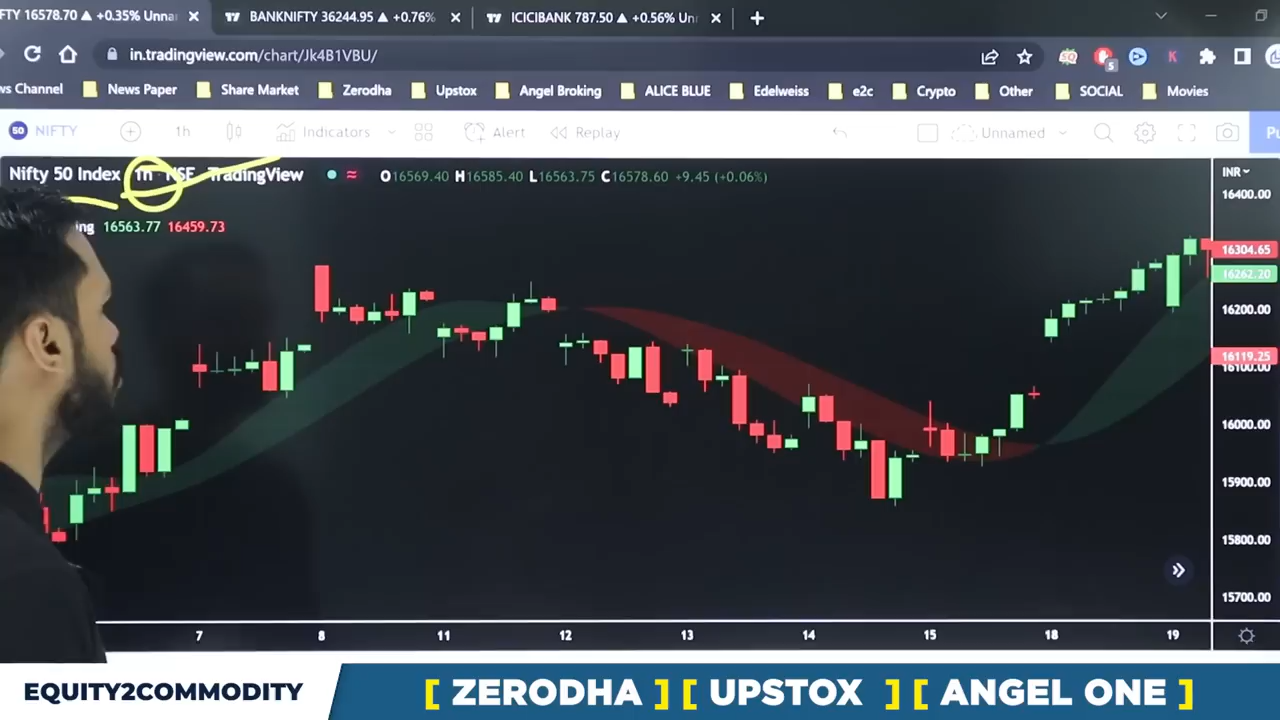 FTY 16578.70 ▲ +0.35% Unna
BANKNIFTY 36244.95 ▲ +0.76%
ICICIBANK 787.50 ▲ +0.56% Un
in.tradingview.com/chart/Jk4B1VBU/
ws Channel News Paper Share Market Zerodha Upstox Angel Broking ALICE BLUE Edelweiss e2c Crypto Other SOCIAL Movies
50 NIFTY 1h Indicators Alert Replay Unnamed Pu
Nifty 50 Index 1h NSE TradingView O16569.40 H16585.40 L16563.75 C16578.60 +9.45 (+0.06%)
INR
ng 16563.77 16459.73
16400.00
16304.65
16262.20
16200.00
16119.25
16100.00
16000.00
15900.00
15800.00
15700.00
7 8 11 12 13 14 15 18 19
EQUITY2COMMODITY
[ ZERODHA ] [ UPSTOX ] [ ANGEL ONE ]